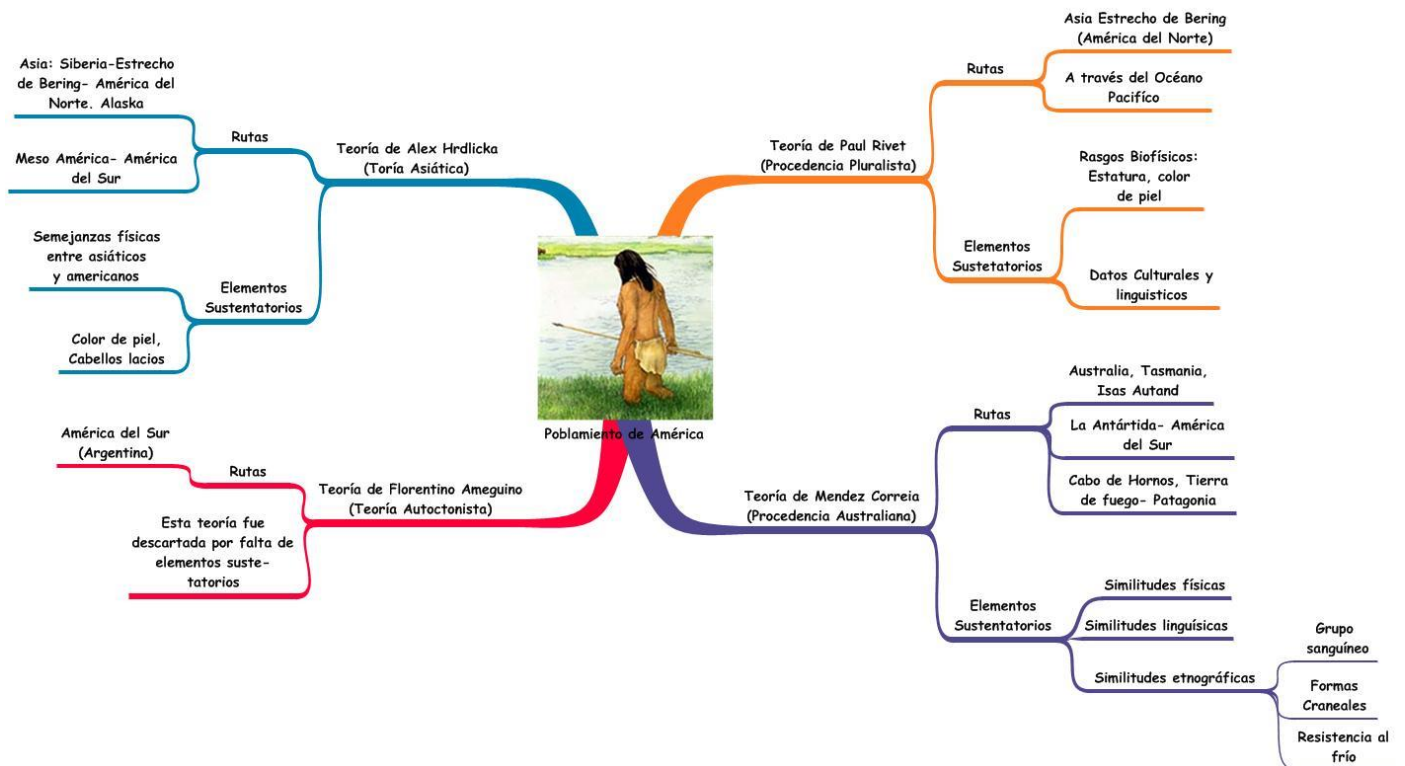 Poblamiento de América
Teoría de Alex Hrdlicka
(Toría Asiática)
Rutas
Asia: Siberia-Estrecho
de Bering- América del
Norte. Alaska
Meso América- América
del Sur
Elementos
Sustentatorios
Semejanzas físicas
entre asiáticos
y americanos
Color de piel,
Cabellos lacios
Teoría de Florentino Ameguino
(Teoría Autoctonista)
Rutas
América del Sur
(Argentina)
Esta teoría fue
descartada por falta de
elementos suste-
tatorios
Teoría de Paul Rivet
(Procedencia Pluralista)
Rutas
Asia Estrecho de Bering
(América del Norte)
A través del Océano
Pacifíco
Elementos
Sustetatorios
Rasgos Biofísicos:
Estatura, color
de piel
Datos Culturales y
linguisticos
Teoría de Mendez Correia
(Procedencia Australiana)
Rutas
Australia, Tasmania,
Isas Autand
La Antártida- América
del Sur
Cabo de Hornos, Tierra
de fuego- Patagonia
Elementos
Sustentatorios
Similitudes físicas
Similitudes linguísicas
Similitudes etnográficas
Grupo
sanguíneo
Formas
Craneales
Resistencia al
frío